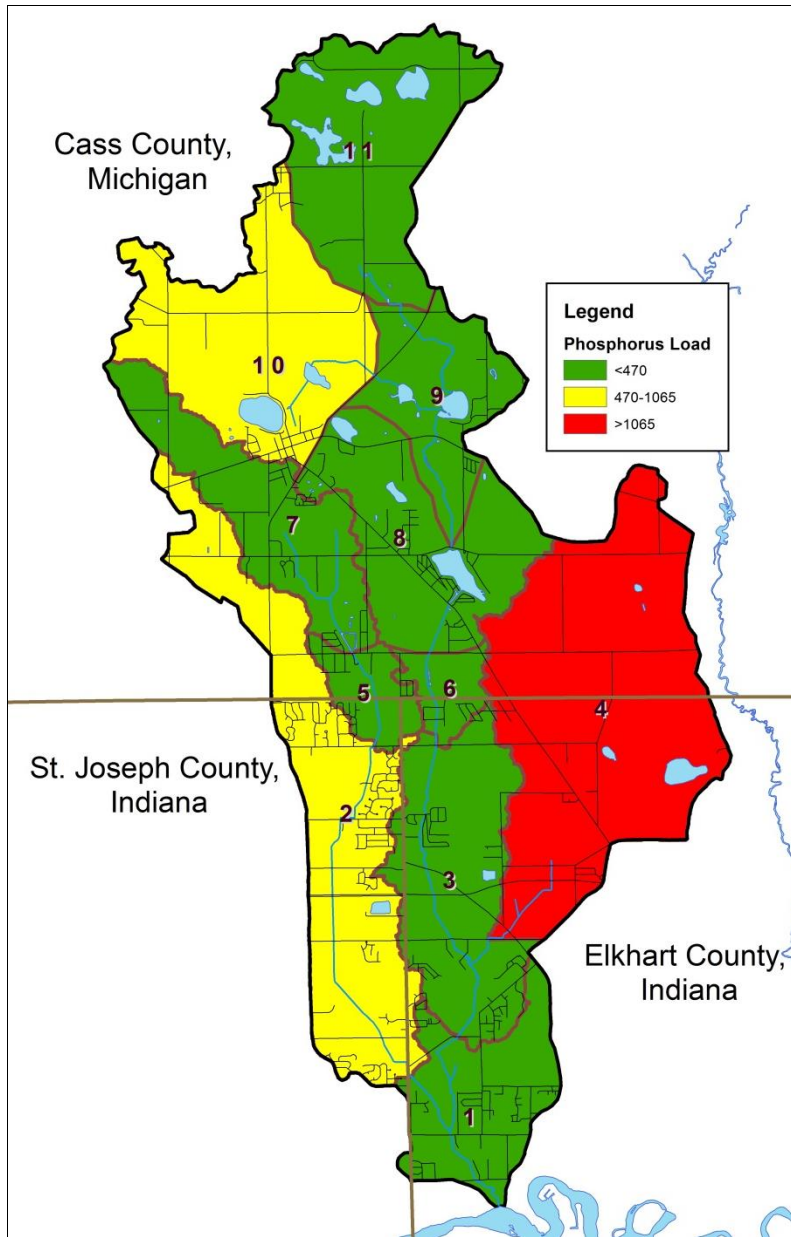 11
Cass County,
Michigan
Legend
Phosphorus Load
<470
470-1065
>1065
10
9
7
8
5
6
4
St. Joseph County,
Indiana
2
3
Elkhart County,
Indiana
1